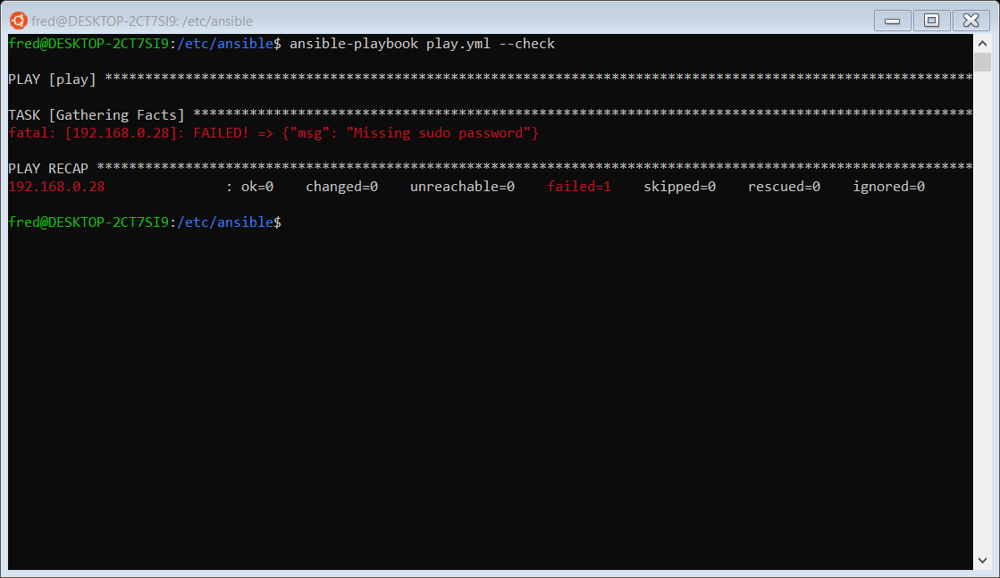 fred@DESKTOP-2CT7SI9: /etc/ansible
fred@DESKTOP-2CT7SI9:/etc/ansible$ ansible-playbook play.yml --check
PLAY [play] ************************************************************************************************************
TASK [Gathering Facts] *************************************************************************************************
fatal: [192.168.0.28]: FAILED! => {"msg": "Missing sudo password"}
PLAY RECAP *************************************************************************************************************
192.168.0.28               : ok=0    changed=0    unreachable=0    failed=1    skipped=0    rescued=0    ignored=0
fred@DESKTOP-2CT7SI9:/etc/ansible$